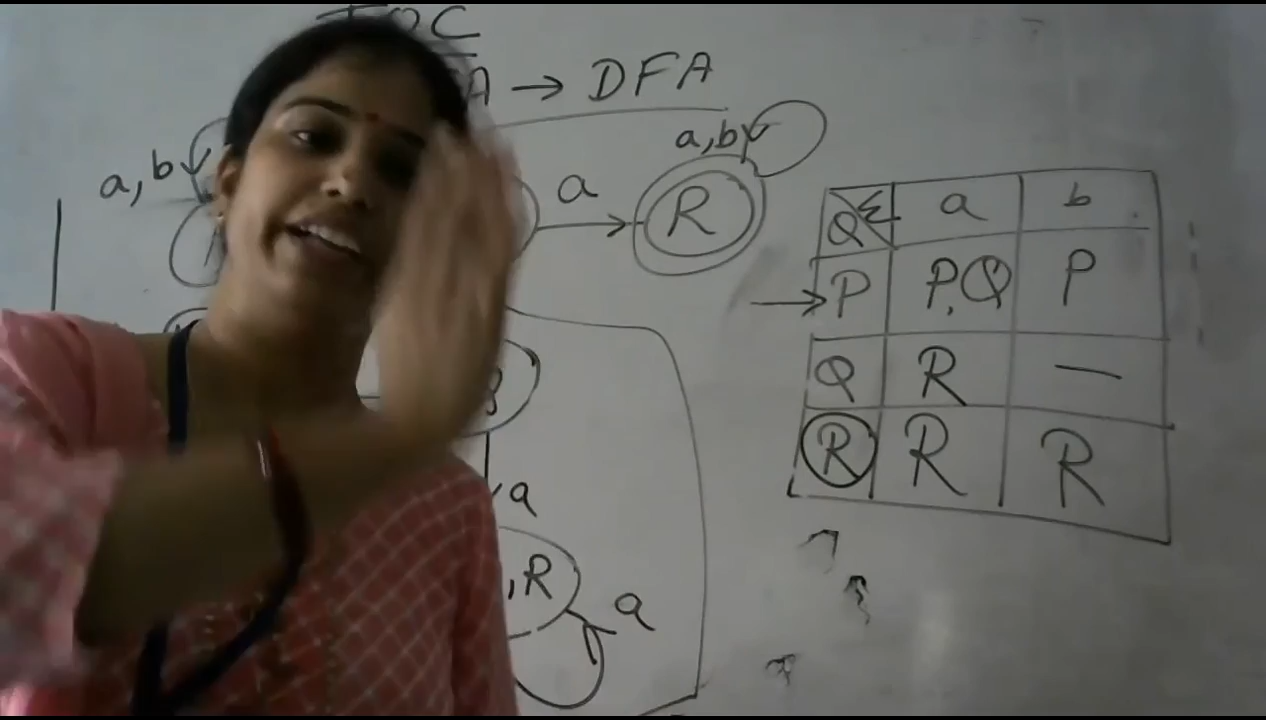 TOC
A → DFA
a, b
a
a, b
R
Q Σ a b
→ P P, Q P
Q R —
R R R
a
, R
a